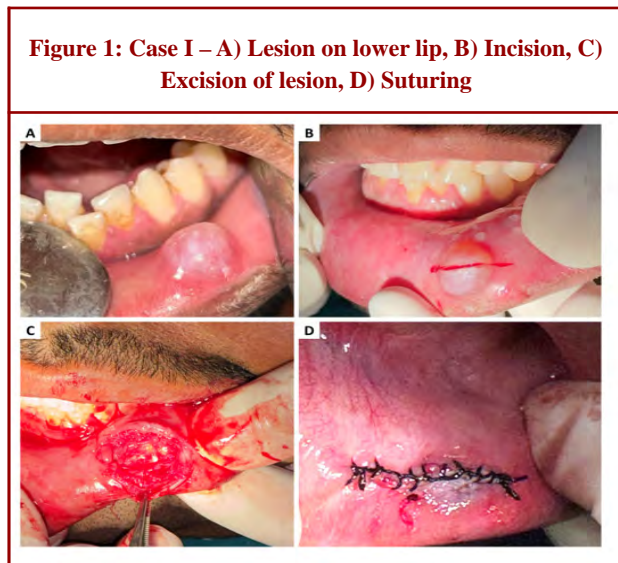 Figure 1: Case I – A) Lesion on lower lip, B) Incision, C)
Excision of lesion, D) Suturing
A
B
C
D